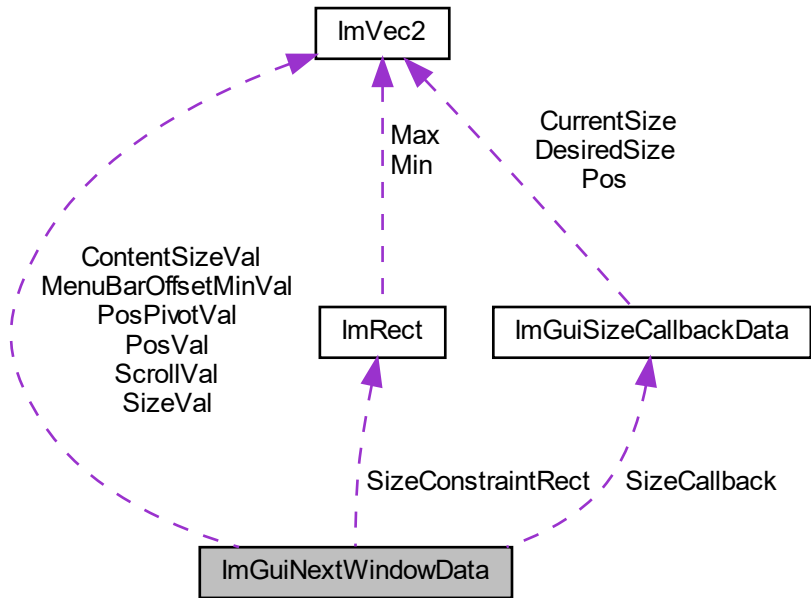 ImVec2
Max
Min
CurrentSize
DesiredSize
Pos
ContentSizeVal
MenuBarOffsetMinVal
PosPivotVal
PosVal
ScrollVal
SizeVal
ImRect
ImGuiSizeCallbackData
SizeConstraintRect
SizeCallback
ImGuiNextWindowData